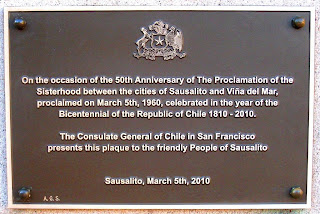 On the occasion of the 50th Anniversary of The Proclamation of the
Sisterhood between the cities of Sausalito and Viña del Mar,
proclaimed on March 5th, 1960, celebrated in the year of the
Bicentennial of the Republic of Chile 1810 - 2010.
The Consulate General of Chile in San Francisco
presents this plaque to the friendly People of Sausalito
Sausalito, March 5th, 2010
A. G. S.